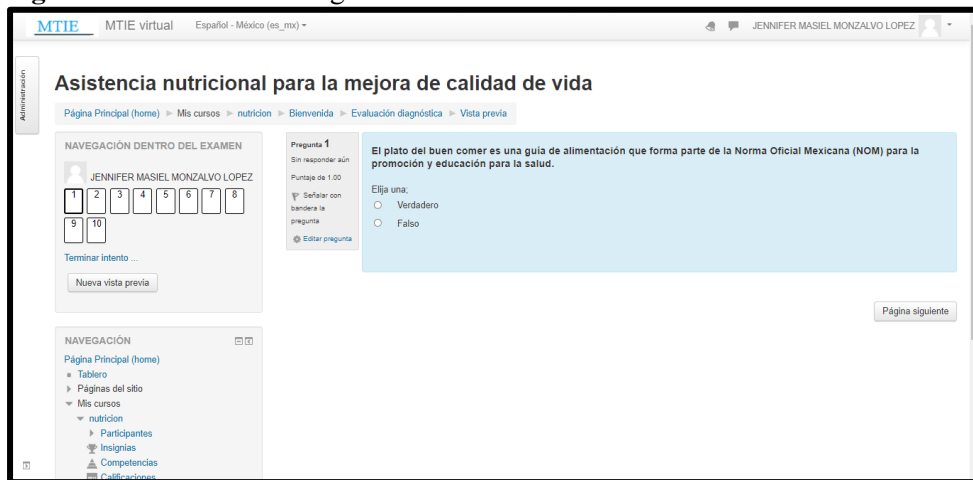 MTIE MTIE virtual Español - México (es_mx) JENNIFER MASIEL MONZALVO LOPEZ
Administración
Asistencia nutricional para la mejora de calidad de vida
Página Principal (home) Mis cursos nutricion Bienvenida Evaluación diagnóstica Vista previa
NAVEGACIÓN DENTRO DEL EXAMEN
JENNIFER MASIEL MONZALVO LOPEZ
1 2 3 4 5 6 7 8
9 10
Terminar intento ...
Nueva vista previa
Pregunta 1
Sin responder aún
Puntaje de 1.00
Señalar con
bandera la
pregunta
Editar pregunta
El plato del buen comer es una guía de alimentación que forma parte de la Norma Oficial Mexicana (NOM) para la
promoción y educación para la salud.
Elija una;
Verdadero
Falso
Página siguiente
NAVEGACIÓN
Página Principal (home)
Tablero
Páginas del sitio
Mis cursos
nutricion
Participantes
Insignias
Competencias
Calificaciones